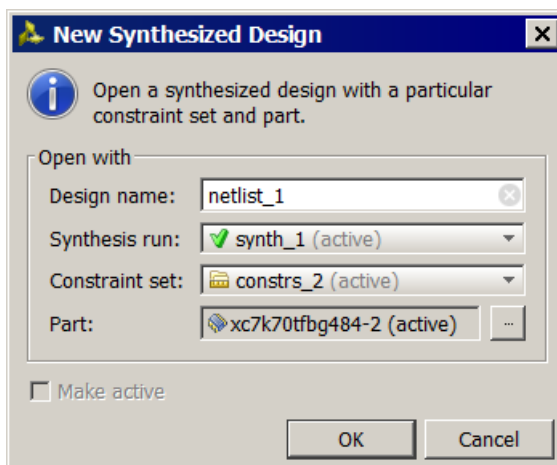 New Synthesized Design
Open a synthesized design with a particular
constraint set and part.
Open with
Design name: netlist_1
Synthesis run: synth_1 (active)
Constraint set: constrs_2 (active)
Part: xc7k70tfbg484-2 (active) ...
Make active
OK Cancel